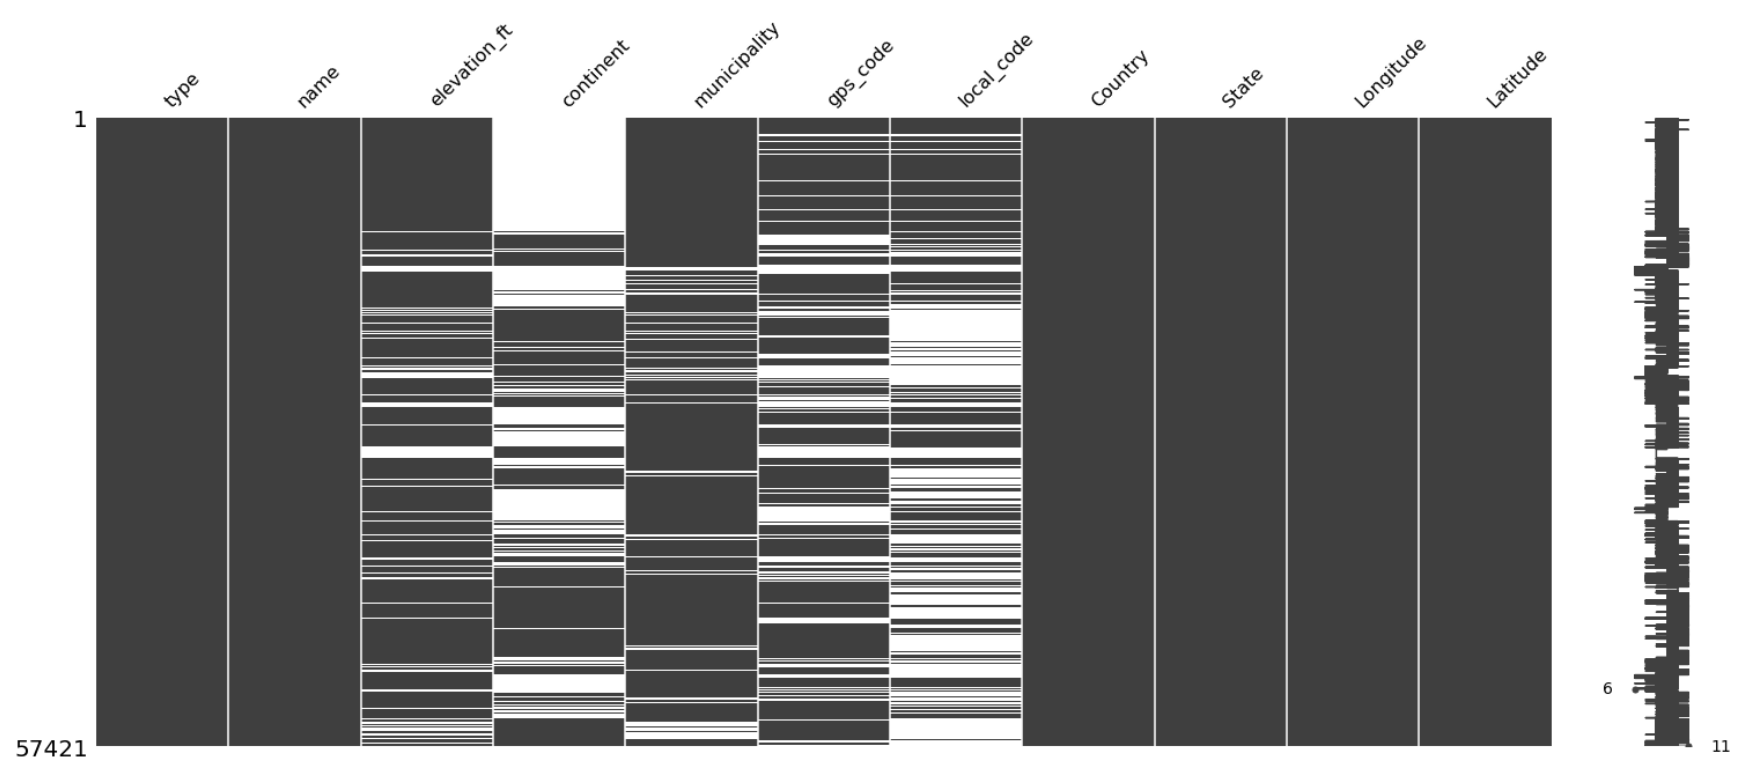 type
name
elevation_ft
continent
municipality
gps_code
local_code
Country
State
Longitude
Latitude
1
6
57421
11